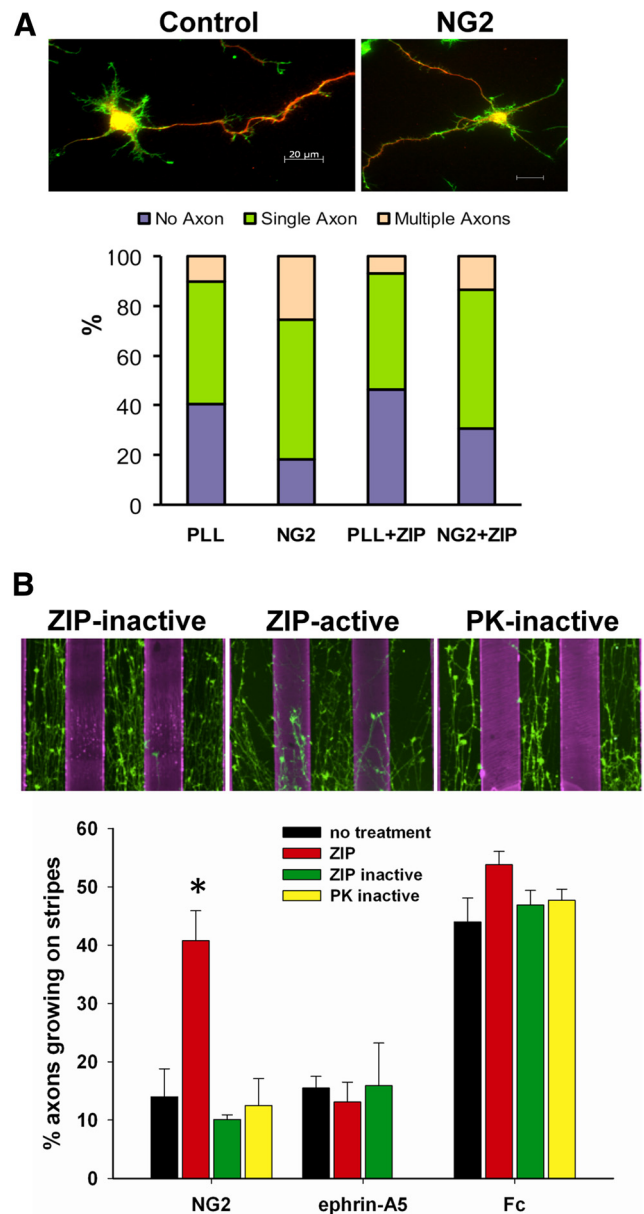 A
Control NG2
20 µm
No Axon Single Axon Multiple Axons
100
80
60
40
20
0
%
PLL NG2 PLL+ZIP NG2+ZIP
B
ZIP-inactive ZIP-active PK-inactive
60
50
40
30
20
10
0
% axons growing on stripes
no treatment
ZIP
ZIP inactive
PK inactive
*
NG2 ephrin-A5 Fc